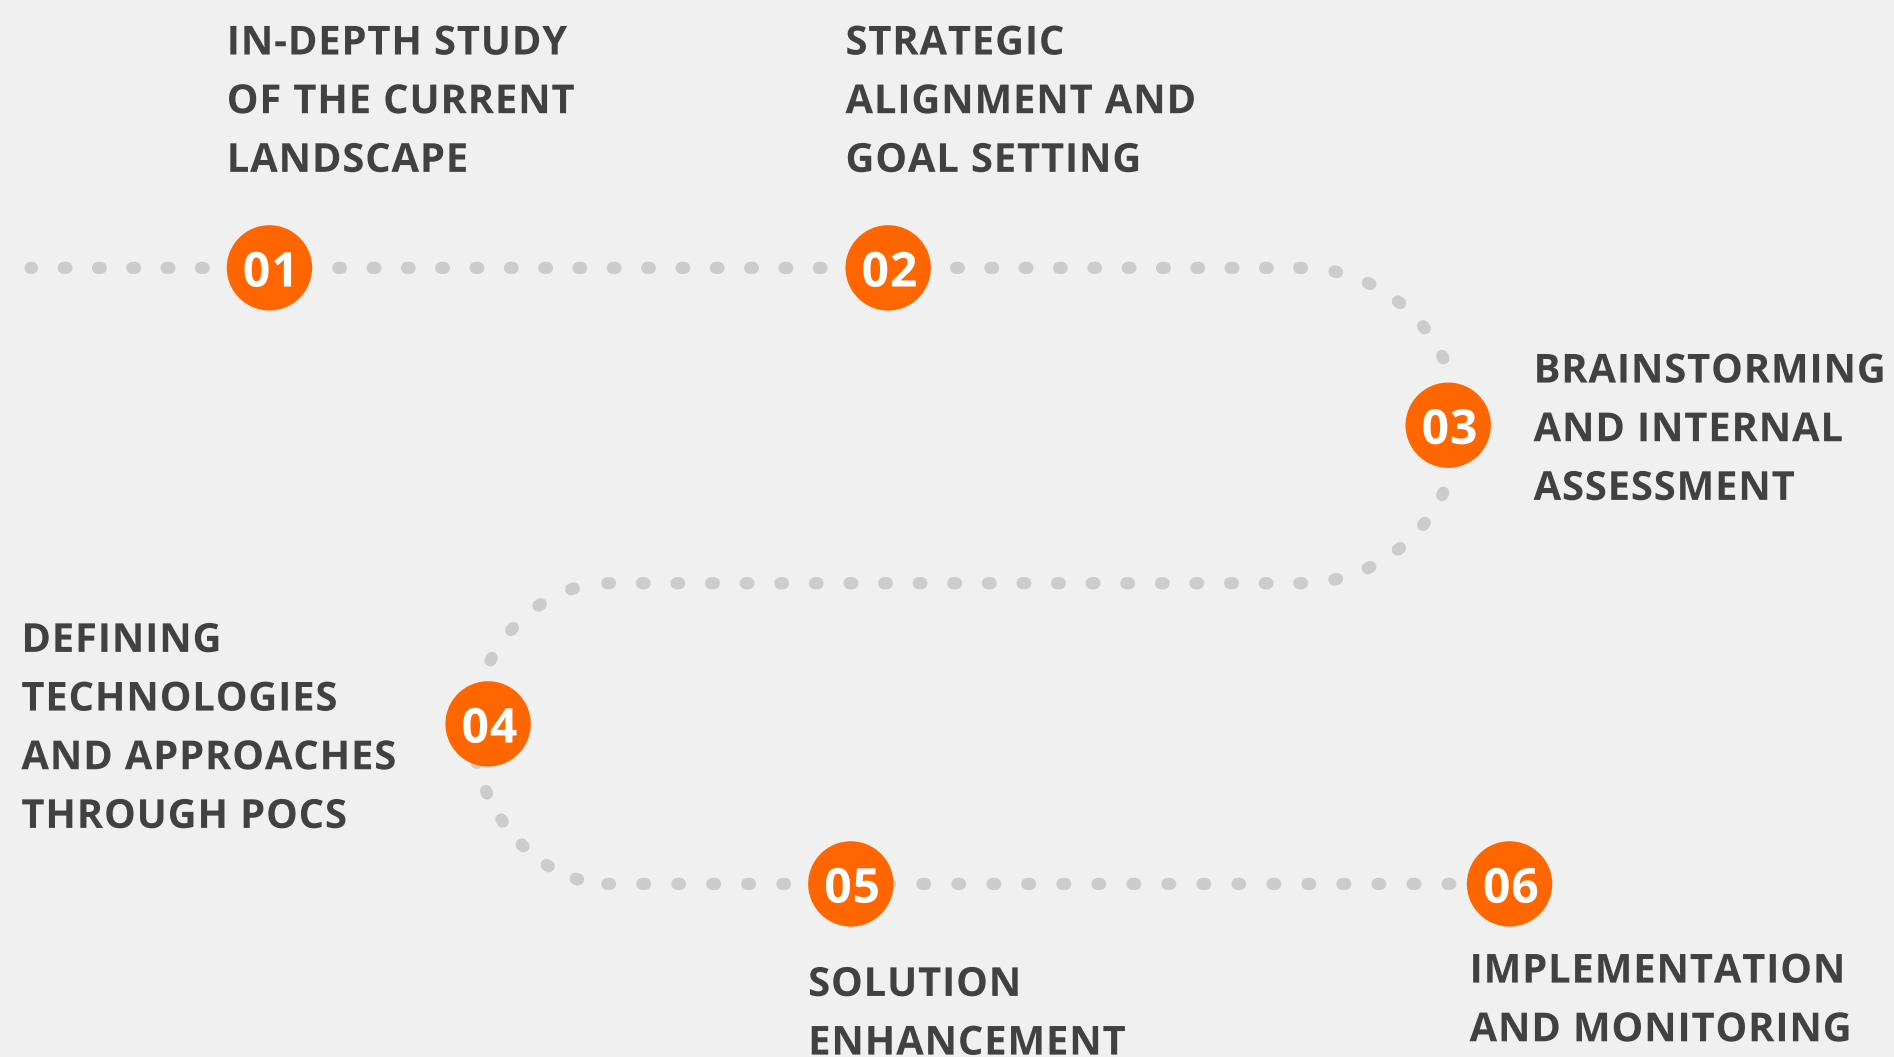 IN-DEPTH STUDY
OF THE CURRENT
LANDSCAPE
01
STRATEGIC
ALIGNMENT AND
GOAL SETTING
02
BRAINSTORMING
AND INTERNAL
ASSESSMENT
03
DEFINING
TECHNOLOGIES
AND APPROACHES
THROUGH POCS
04
05
SOLUTION
ENHANCEMENT
06
IMPLEMENTATION
AND MONITORING